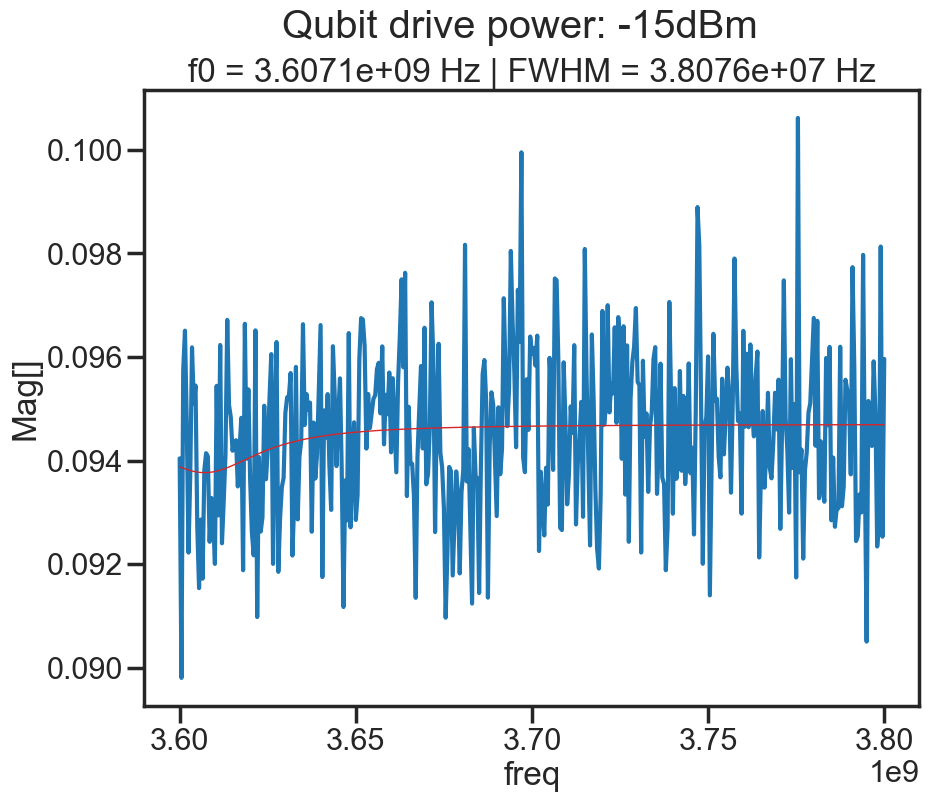 Qubit drive power: -15dBm
f0 = 3.6071e+09 Hz | FWHM = 3.8076e+07 Hz
0.100
0.098
0.096
0.094
0.092
0.090
Mag[]
3.60 3.65 3.70 3.75 3.80
1e9
freq